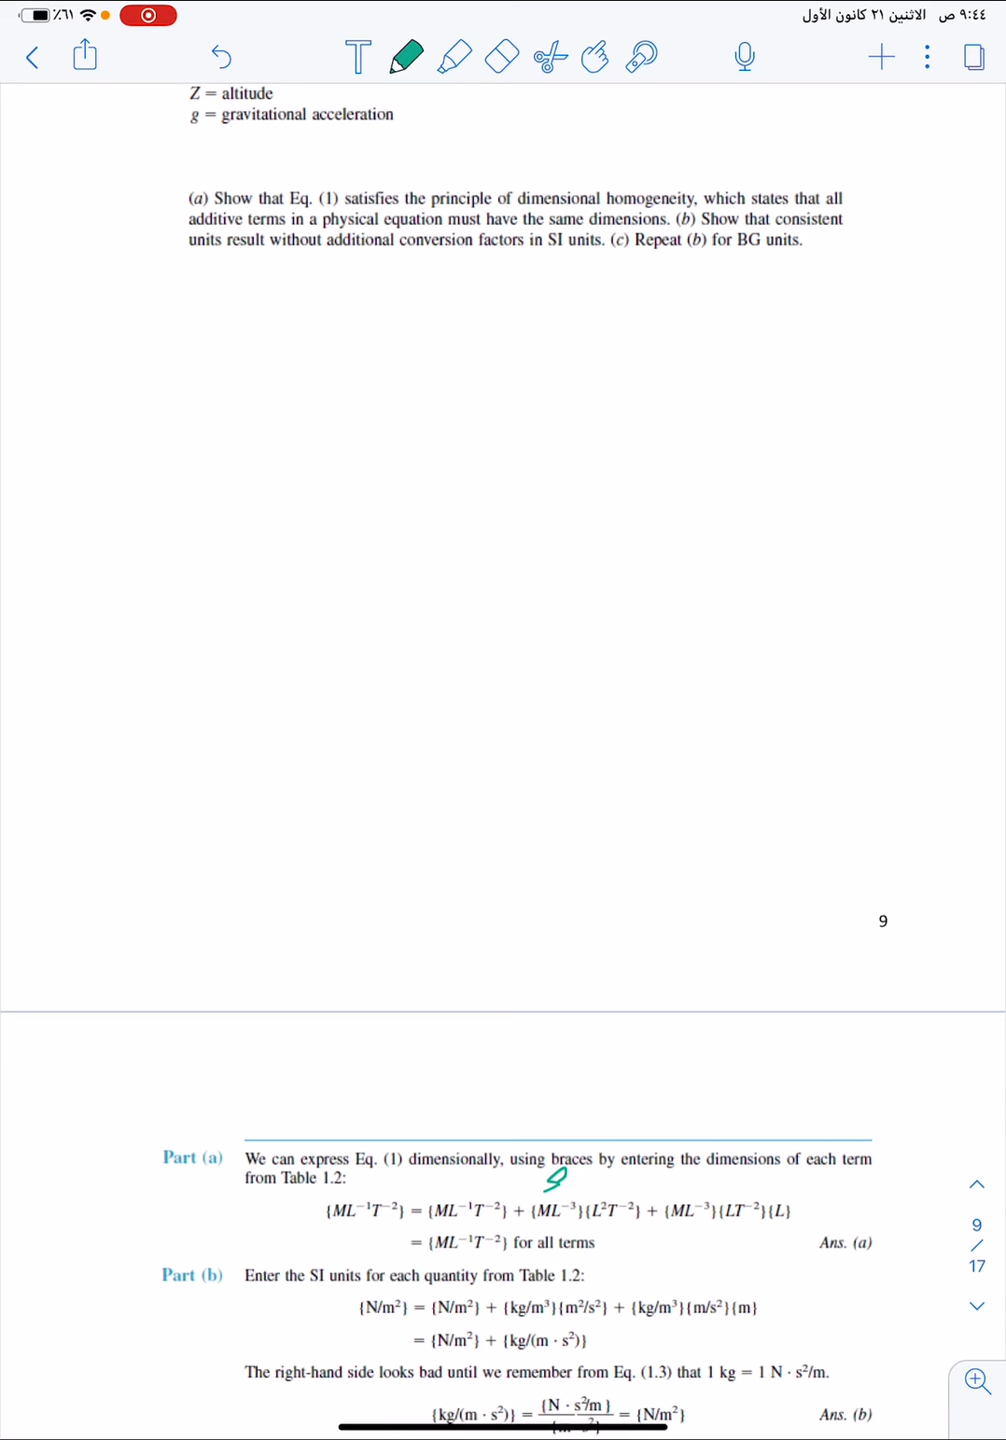 ٪٦١
٩:٤٤ ص الاثنين ٢١ كانون الأول
T
Z = altitude
g = gravitational acceleration
(a) Show that Eq. (1) satisfies the principle of dimensional homogeneity, which states that all
additive terms in a physical equation must have the same dimensions. (b) Show that consistent
units result without additional conversion factors in SI units. (c) Repeat (b) for BG units.
9
Part (a) We can express Eq. (1) dimensionally, using braces by entering the dimensions of each term
from Table 1.2:
{ML⁻¹T⁻²} = {ML⁻¹T⁻²} + {ML⁻³}{L²T⁻²} + {ML⁻³}{LT⁻²}{L}
= {ML⁻¹T⁻²} for all terms Ans. (a)
Part (b) Enter the SI units for each quantity from Table 1.2:
{N/m²} = {N/m²} + {kg/m³}{m²/s²} + {kg/m³}{m/s²}{m}
= {N/m²} + {kg/(m · s²)}
The right-hand side looks bad until we remember from Eq. (1.3) that 1 kg = 1 N · s²/m.
{kg/(m · s²)} = {N · s²/m} / = {N/m²} Ans. (b)
9
/
17